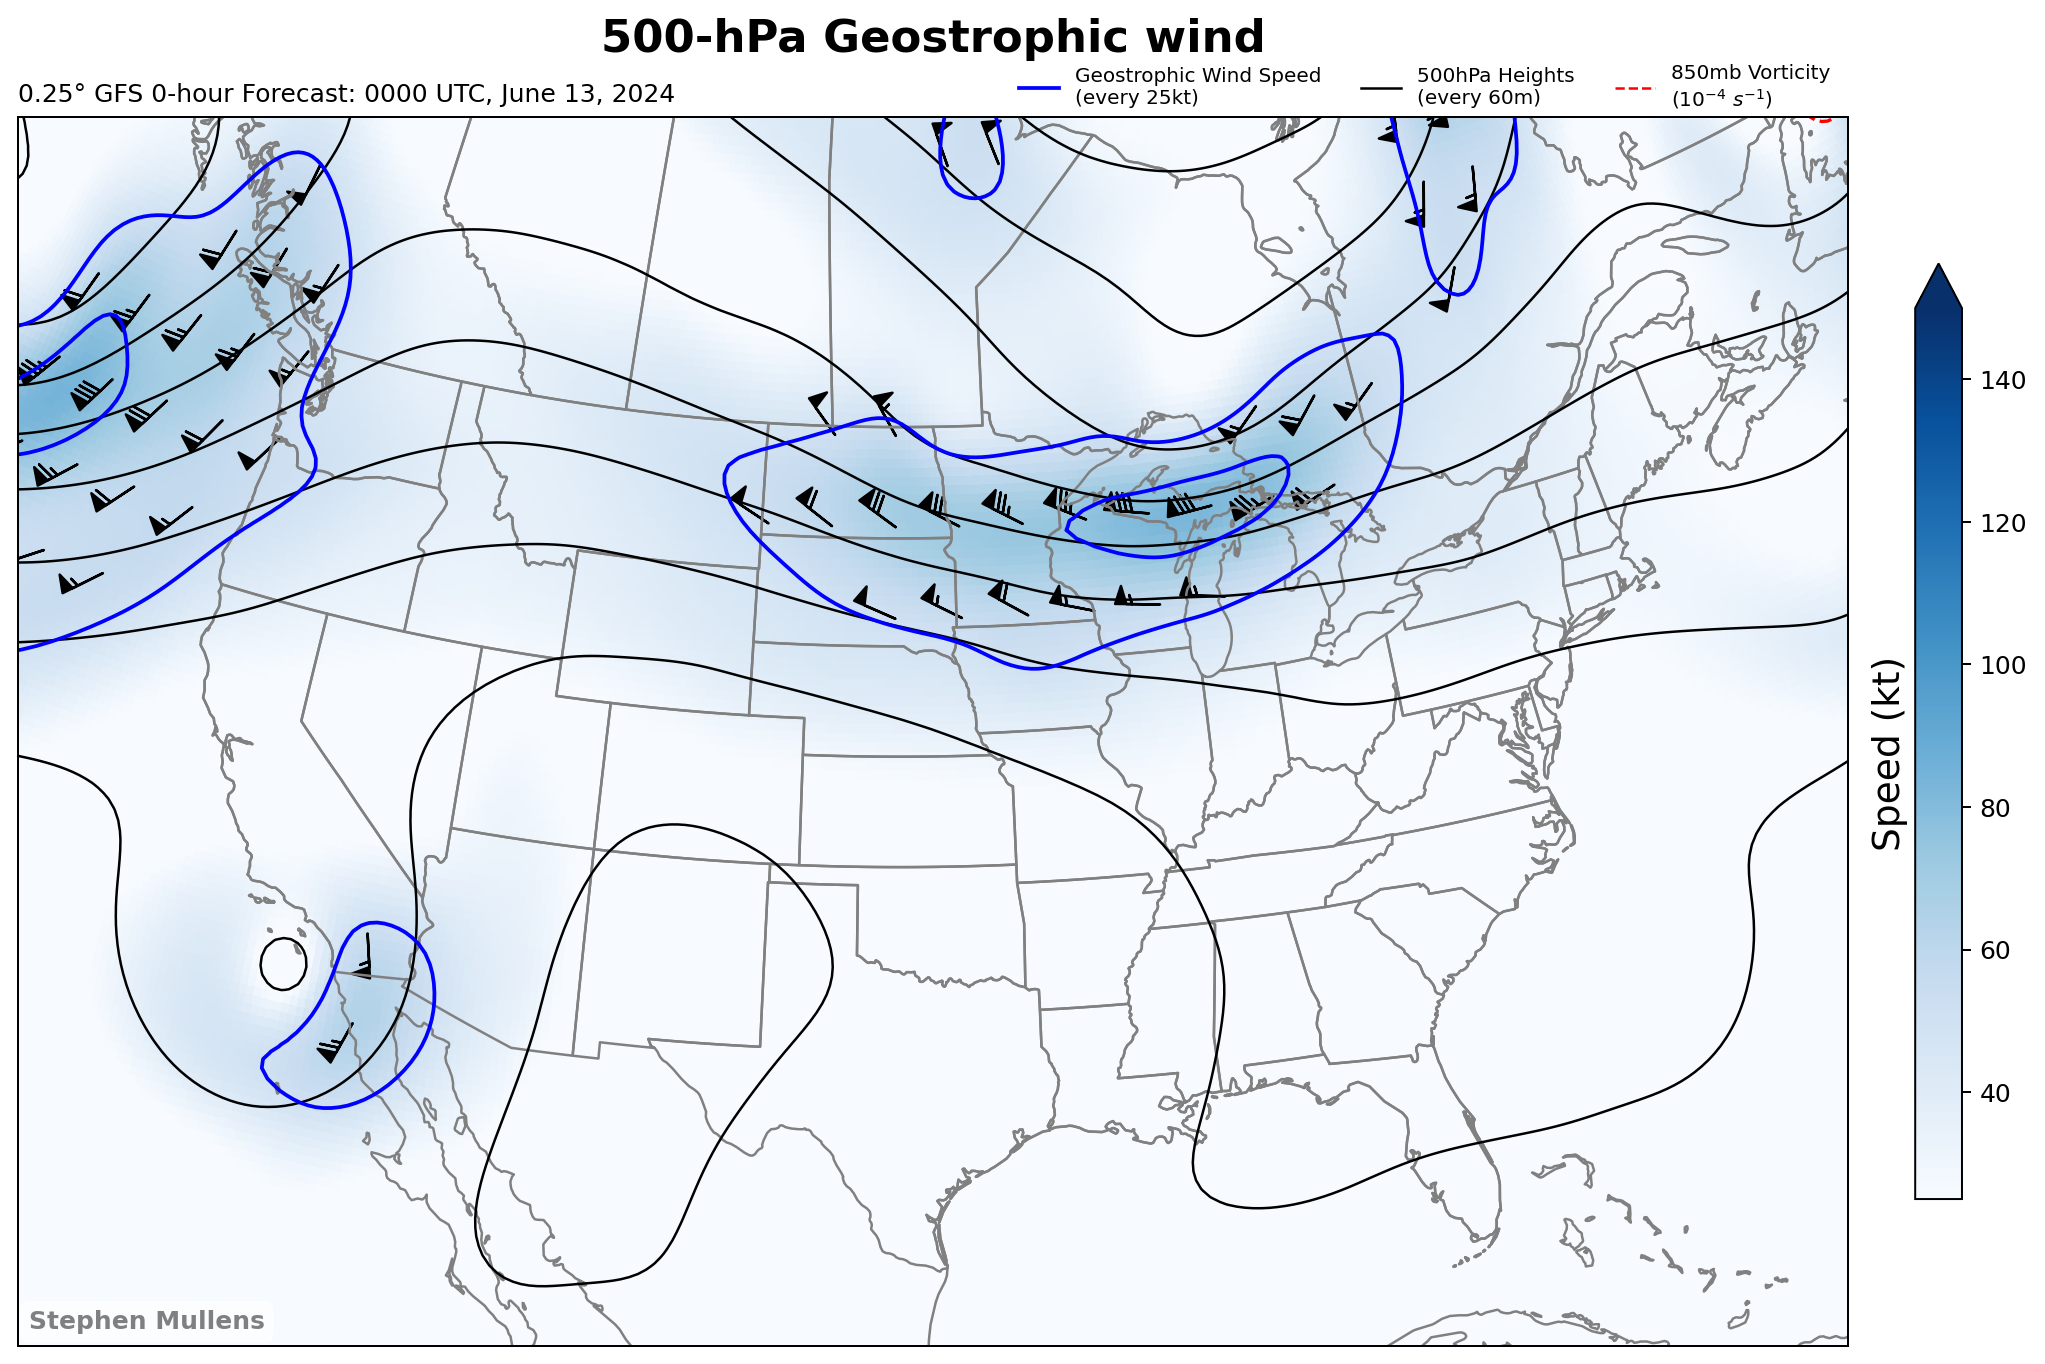 500-hPa Geostrophic wind
0.25° GFS 0-hour Forecast: 0000 UTC, June 13, 2024
Geostrophic Wind Speed
(every 25kt)
500hPa Heights
(every 60m)
850mb Vorticity
(10⁻⁴ s⁻¹)
140
120
100
80
60
40
Speed (kt)
Stephen Mullens